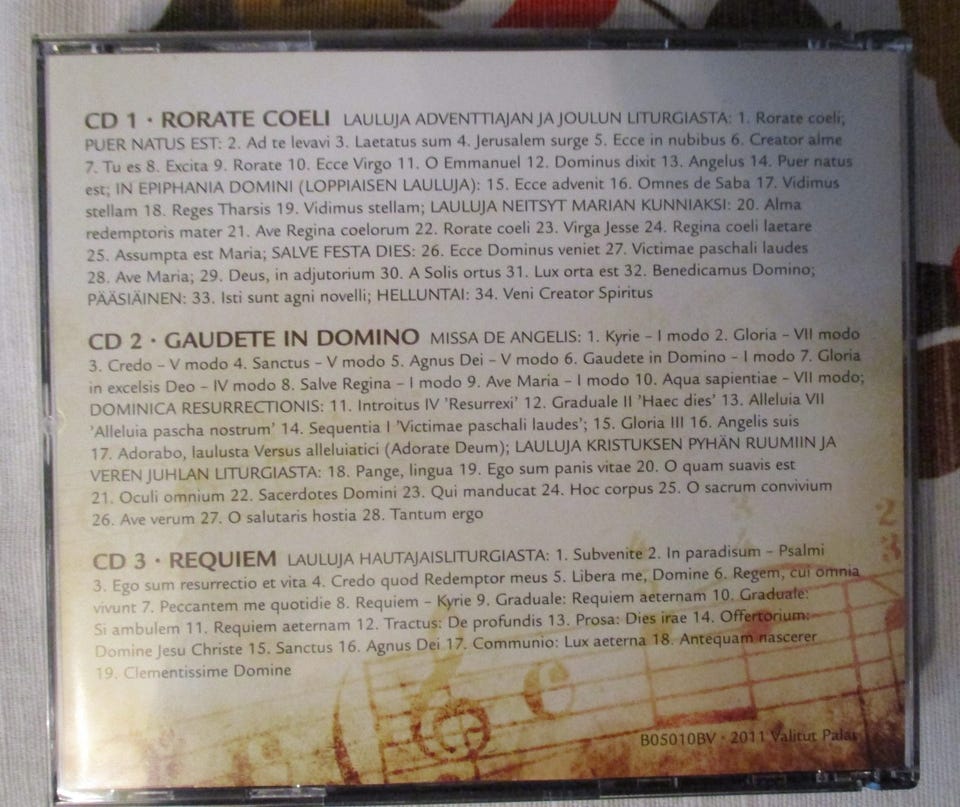 CD 1 · RORATE COELI LAULUJA ADVENTTIAJAN JA JOULUN LITURGIASTA: 1. Rorate coeli;
PUER NATUS EST: 2. Ad te levavi 3. Laetatus sum 4. Jerusalem surge 5. Ecce in nubibus 6. Creator alme
7. Tu es 8. Excita 9. Rorate 10. Ecce Virgo 11. O Emmanuel 12. Dominus dixit 13. Angelus 14. Puer natus
est; IN EPIPHANIA DOMINI (LOPPIAISEN LAULUJA): 15. Ecce advenit 16. Omnes de Saba 17. Vidimus
stellam 18. Reges Tharsis 19. Vidimus stellam; LAULUJA NEITSYT MARIAN KUNNIAKSI: 20. Alma
redemptoris mater 21. Ave Regina coelorum 22. Rorate coeli 23. Virga Jesse 24. Regina coeli laetare
25. Assumpta est Maria; SALVE FESTA DIES: 26. Ecce Dominus veniet 27. Victimae paschali laudes
28. Ave Maria; 29. Deus, in adjutorium 30. A Solis ortus 31. Lux orta est 32. Benedicamus Domino;
PÄÄSIÄINEN: 33. Isti sunt agni novelli; HELLUNTAI: 34. Veni Creator Spiritus
CD 2 · GAUDETE IN DOMINO MISSA DE ANGELIS: 1. Kyrie – I modo 2. Gloria – VII modo
3. Credo – V modo 4. Sanctus – V modo 5. Agnus Dei – V modo 6. Gaudete in Domino – I modo 7. Gloria
in excelsis Deo – IV modo 8. Salve Regina – I modo 9. Ave Maria – I modo 10. Aqua sapientiae – VII modo;
DOMINICA RESURRECTIONIS: 11. Introitus IV 'Resurrexi' 12. Graduale II 'Haec dies' 13. Alleluia VII
'Alleluia pascha nostrum' 14. Sequentia I 'Victimae paschali laudes'; 15. Gloria III 16. Angelis suis
17. Adorabo, laulusta Versus alleluiatici (Adorate Deum); LAULUJA KRISTUKSEN PYHÄN RUUMIIN JA
VEREN JUHLAN LITURGIASTA: 18. Pange, lingua 19. Ego sum panis vitae 20. O quam suavis est
21. Oculi omnium 22. Sacerdotes Domini 23. Qui manducat 24. Hoc corpus 25. O sacrum convivium
26. Ave verum 27. O salutaris hostia 28. Tantum ergo
CD 3 · REQUIEM LAULUJA HAUTAJAISLITURGIASTA: 1. Subvenite 2. In paradisum – Psalmi
3. Ego sum resurrectio et vita 4. Credo quod Redemptor meus 5. Libera me, Domine 6. Regem, cui omnia
vivunt 7. Peccantem me quotidie 8. Requiem – Kyrie 9. Graduale: Requiem aeternam 10. Graduale:
Si ambulem 11. Requiem aeternam 12. Tractus: De profundis 13. Prosa: Dies irae 14. Offertorium:
Domine Jesu Christe 15. Sanctus 16. Agnus Dei 17. Communio: Lux aeterna 18. Antequam nascerer
19. Clementissime Domine
B05010BV · 2011 Valitut Palat